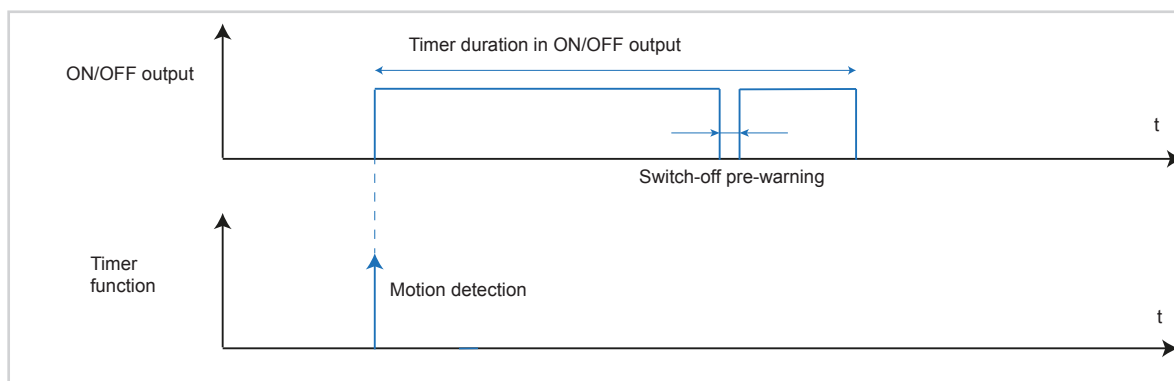 Timer duration in ON/OFF output
ON/OFF output
t
Switch-off pre-warning
Timer
function
Motion detection
t